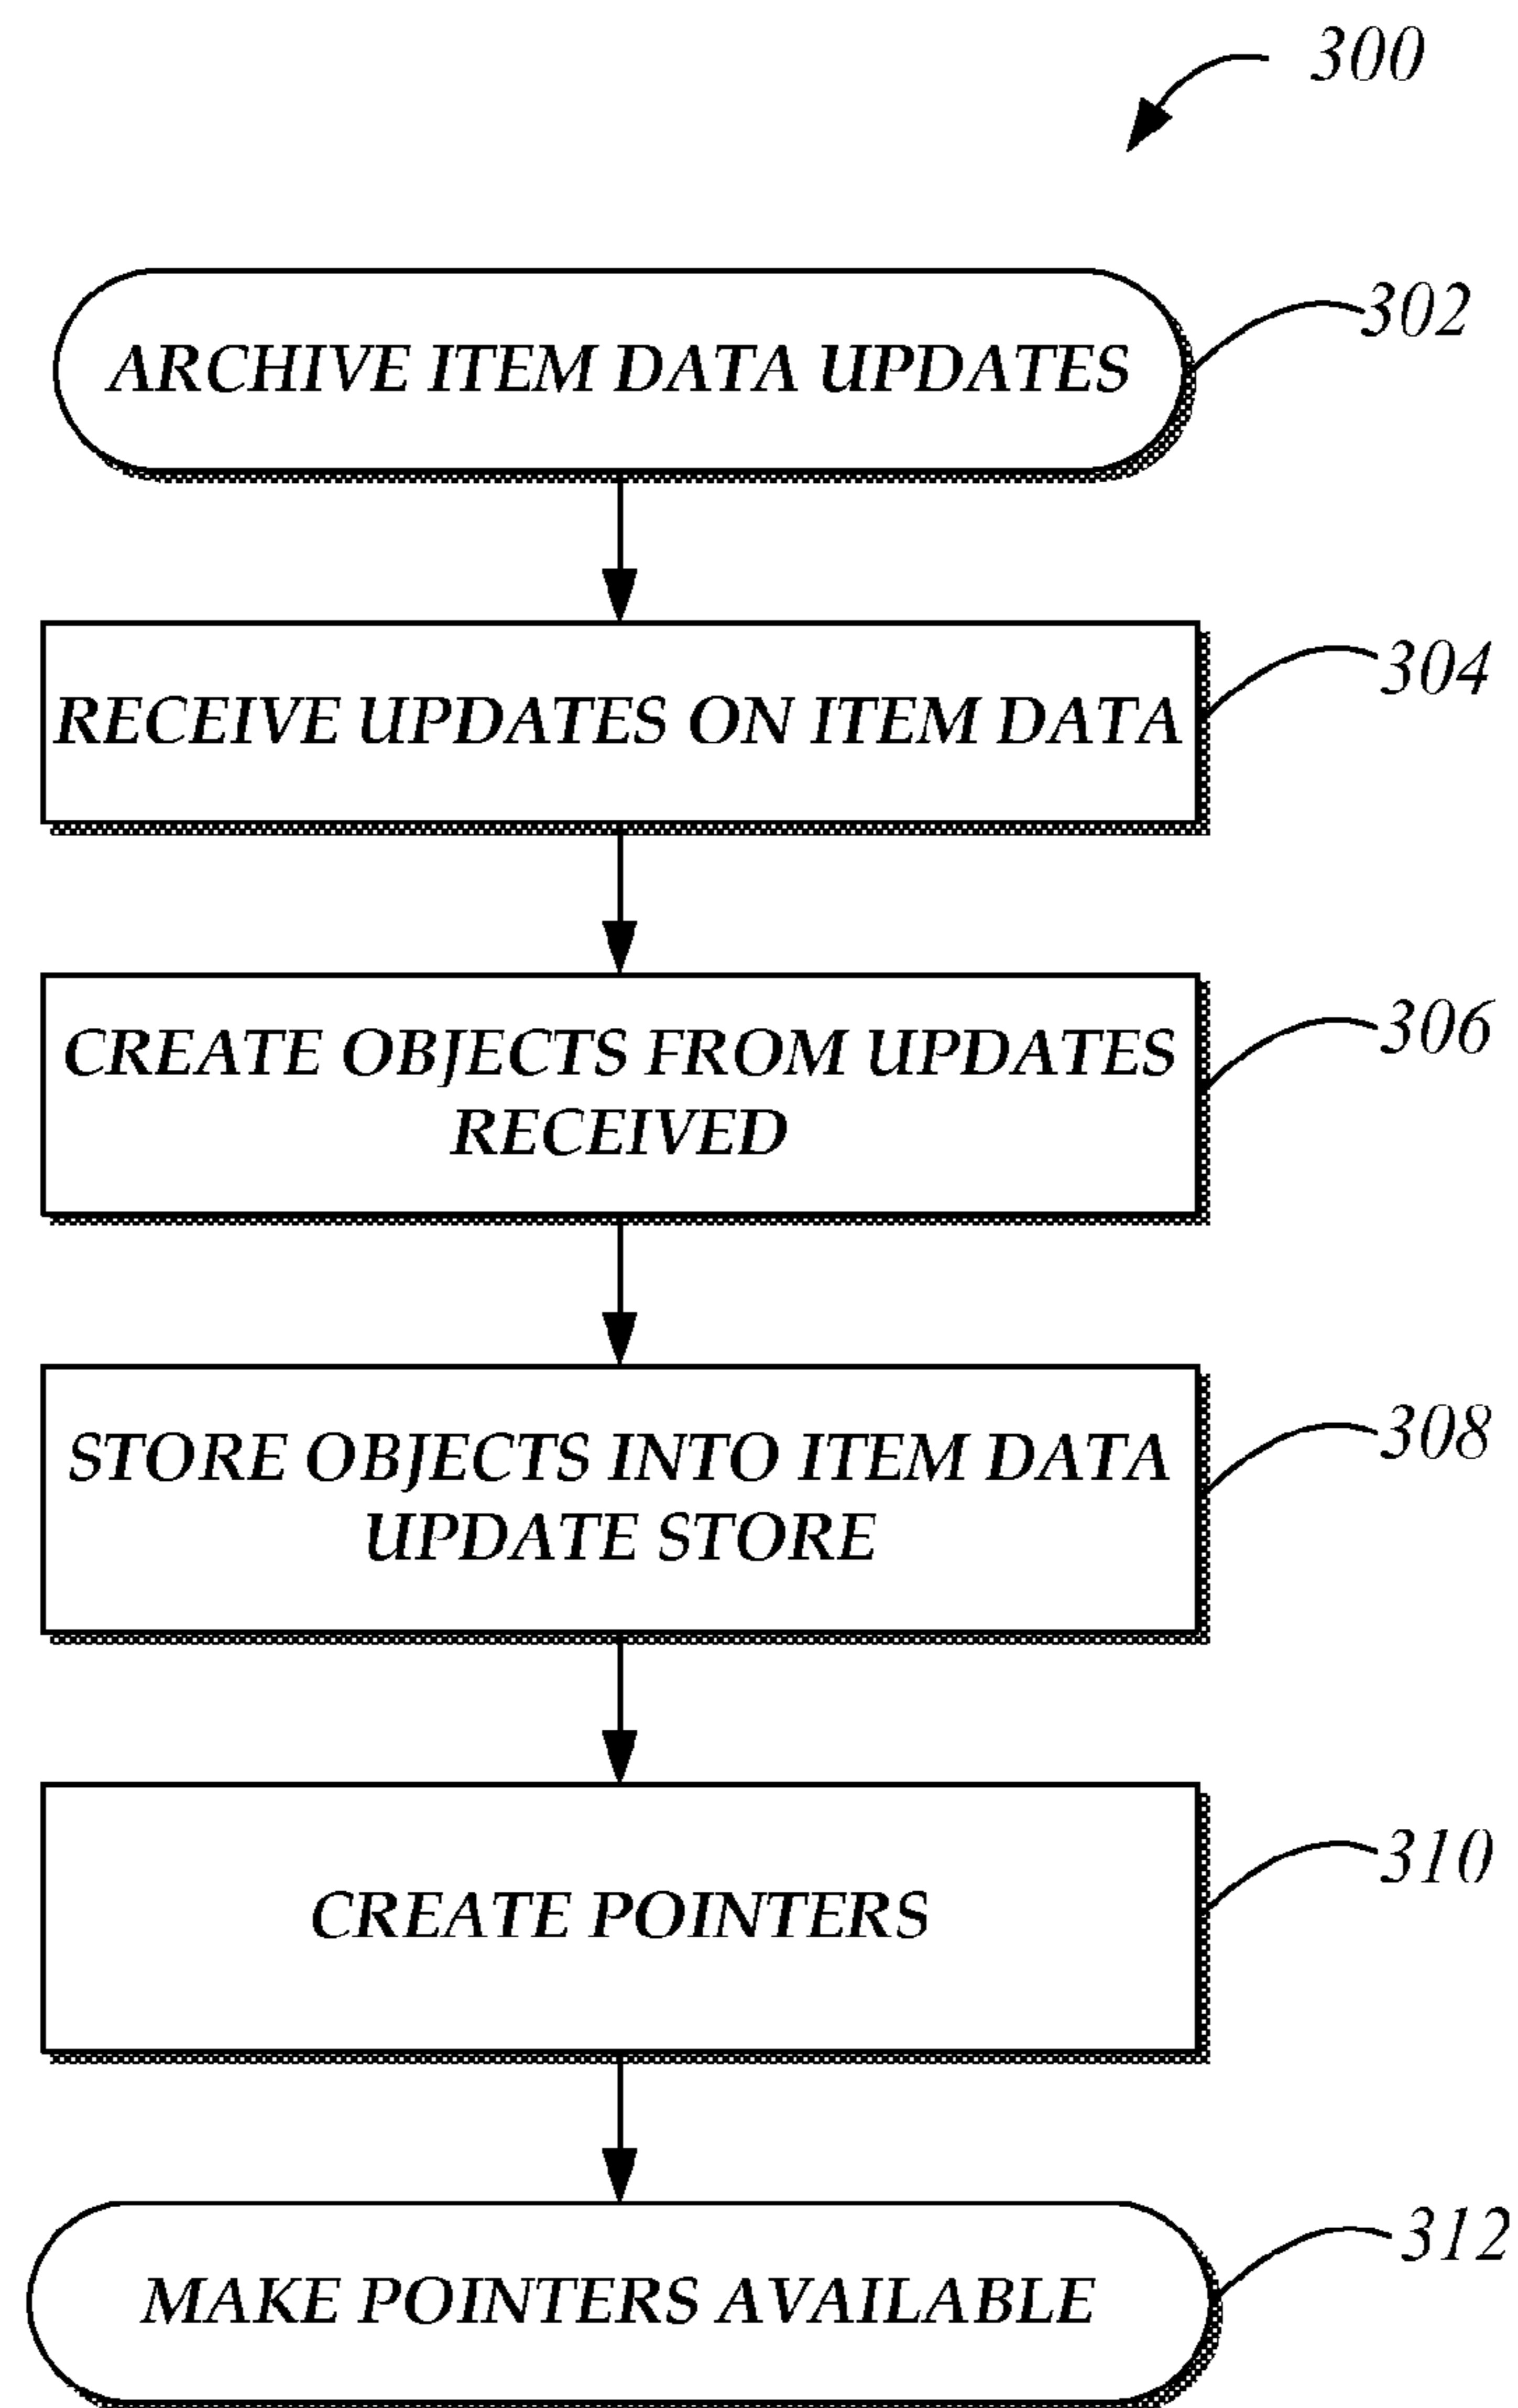 300
ARCHIVE ITEM DATA UPDATES
302
RECEIVE UPDATES ON ITEM DATA
304
CREATE OBJECTS FROM UPDATES
RECEIVED
306
STORE OBJECTS INTO ITEM DATA
UPDATE STORE
308
CREATE POINTERS
310
MAKE POINTERS AVAILABLE
312